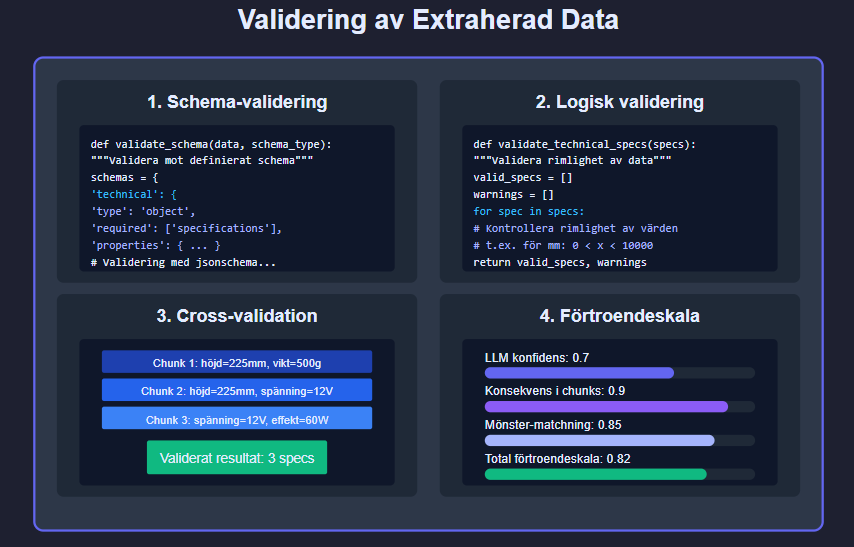 Validering av Extraherad Data
1. Schema-validering
def validate_schema(data, schema_type):
"""Validera mot definierat schema"""
schemas = {
'technical': {
'type': 'object',
'required': ['specifications'],
'properties': { ... }
# Validering med jsonschema...
2. Logisk validering
def validate_technical_specs(specs):
"""Validera rimlighet av data"""
valid_specs = []
warnings = []
for spec in specs:
# Kontrollera rimlighet av värden
# t.ex. för mm: 0 < x < 10000
return valid_specs, warnings
3. Cross-validation
Chunk 1: höjd=225mm, vikt=500g
Chunk 2: höjd=225mm, spänning=12V
Chunk 3: spänning=12V, effekt=60W
Validerat resultat: 3 specs
4. Förtroendeskala
LLM konfidens: 0.7
Konsekvens i chunks: 0.9
Mönster-matchning: 0.85
Total förtroendeskala: 0.82